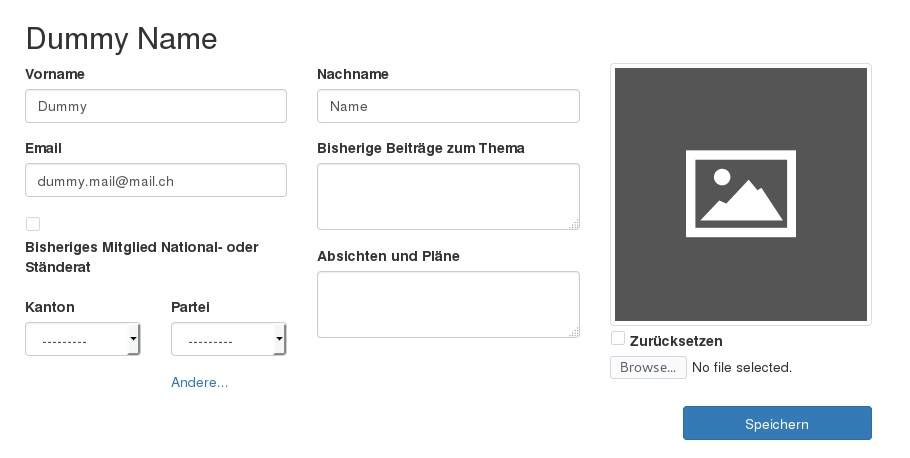 Dummy Name
Vorname
Dummy
Nachname
Name
Email
dummy.mail@mail.ch
Bisherige Beiträge zum Thema
Bisheriges Mitglied National- oder
Ständerat
Absichten und Pläne
Kanton
---------
Partei
---------
Andere...
Zurücksetzen
Browse... No file selected.
Speichern